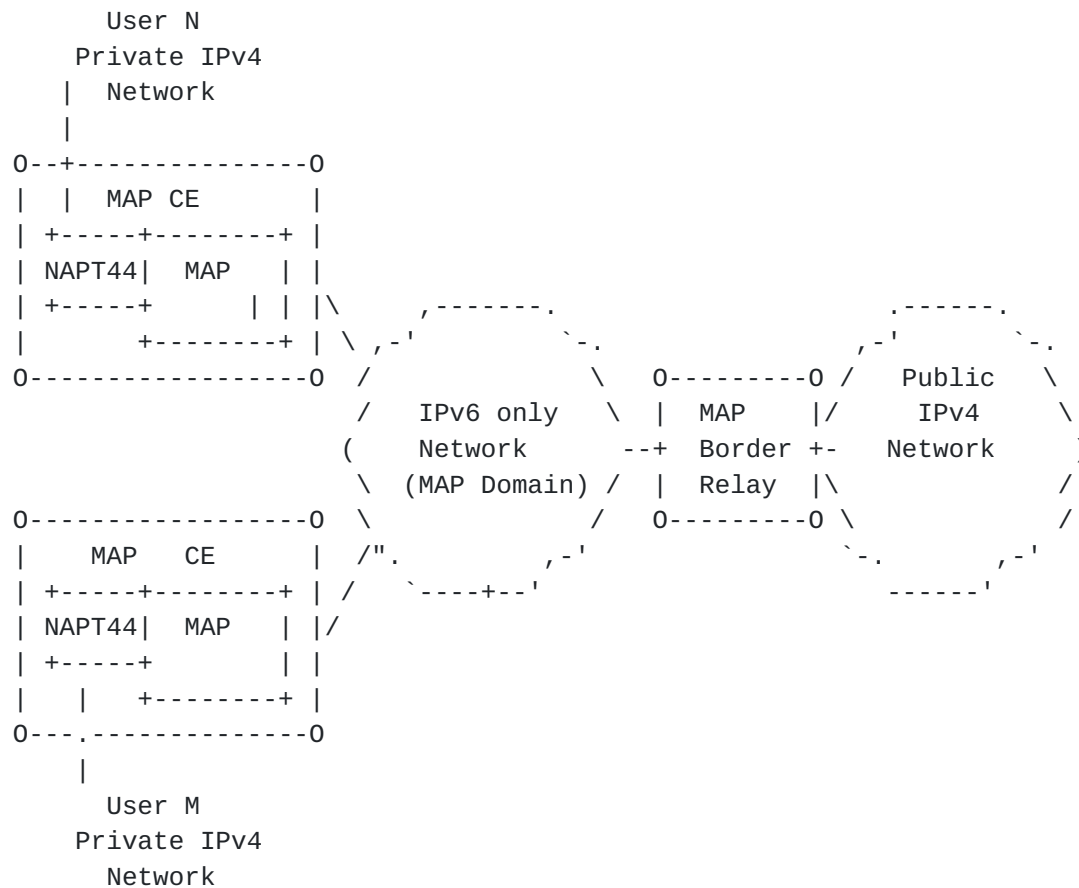 User N
Private IPv4
Network
MAP CE
NAPT44 MAP
IPv6 only
Network
(MAP Domain)
MAP
Border
Relay
Public
IPv4
Network
MAP CE
NAPT44 MAP
User M
Private IPv4
Network